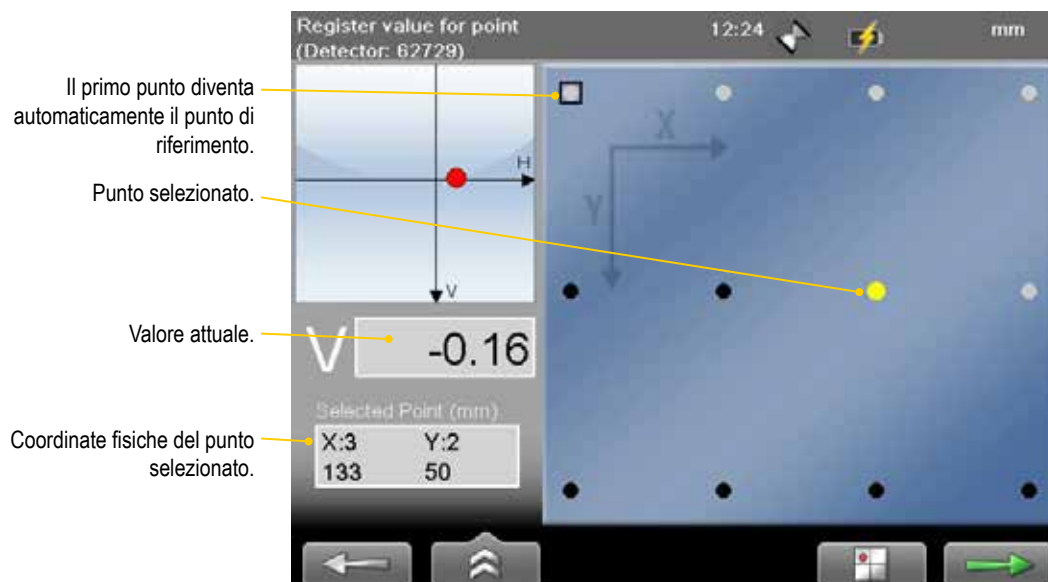 Register value for point
(Detector: 62729)
12:24
mm
Il primo punto diventa
automaticamente il punto di
riferimento.
Punto selezionato.
H
V
X
Y
Valore attuale.
V
-0.16
Selected Point (mm)
Coordinate fisiche del punto
selezionato.
X:3 Y:2
133 50